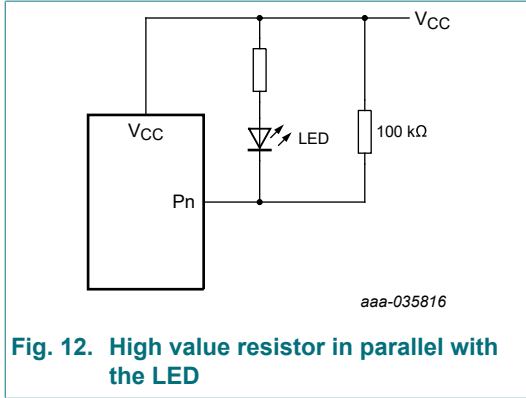 VCC
VCC
LED
100 kΩ
Pn
aaa-035816
Fig. 12. High value resistor in parallel with
the LED